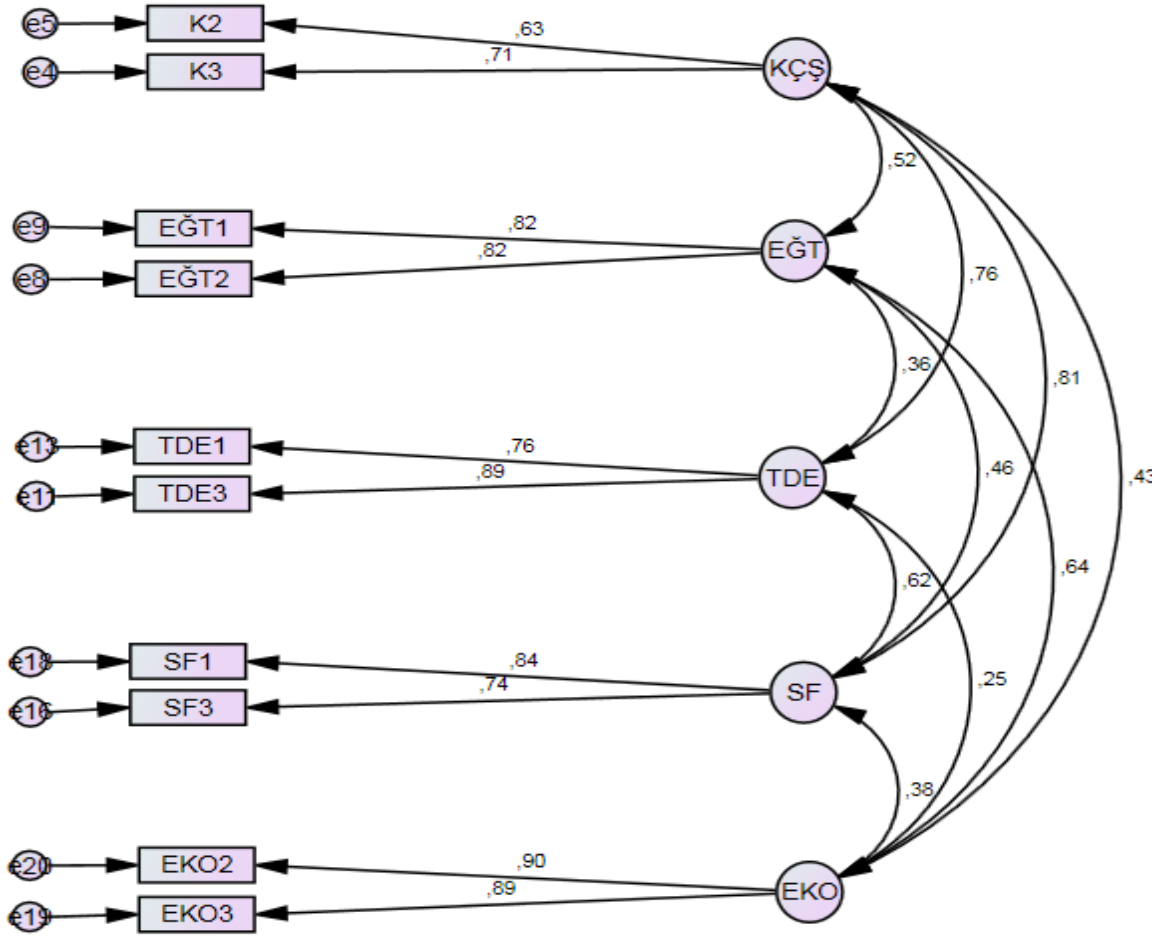 e5
K2
,63
e4
K3
,71
KÇŞ
,52
e9
EĞT1
,82
e8
EĞT2
,82
EĞT
,76
,36
,81
e13
TDE1
,76
e11
TDE3
,89
TDE
,46
,43
,62
,64
e18
SF1
,84
e16
SF3
,74
SF
,25
,38
e20
EKO2
,90
e19
EKO3
,89
EKO